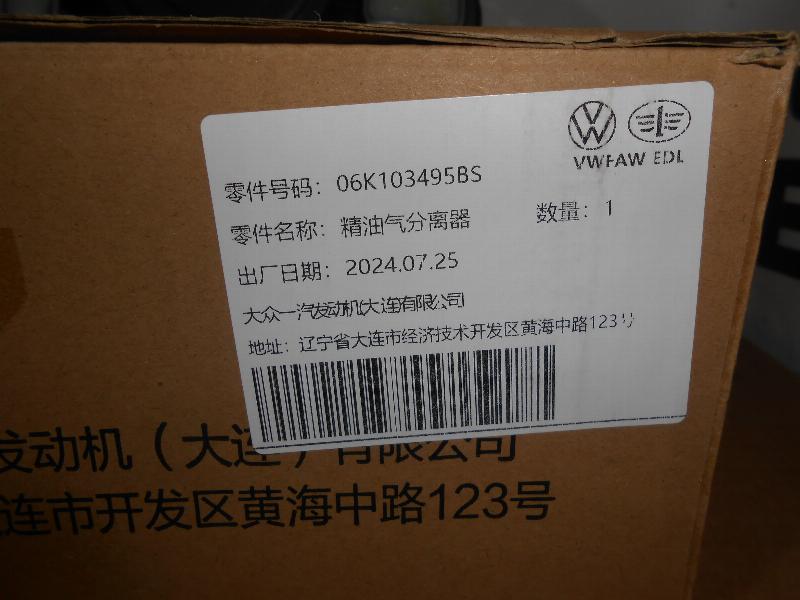 VWFAW EDL
零件号码：06K103495BS
零件名称：精油气分离器 数量：1
出厂日期：2024.07.25
大众一汽发动机(大连)有限公司
地址：辽宁省大连市经济技术开发区黄海中路123号
发动机（大连）有限公司
连市开发区黄海中路123号